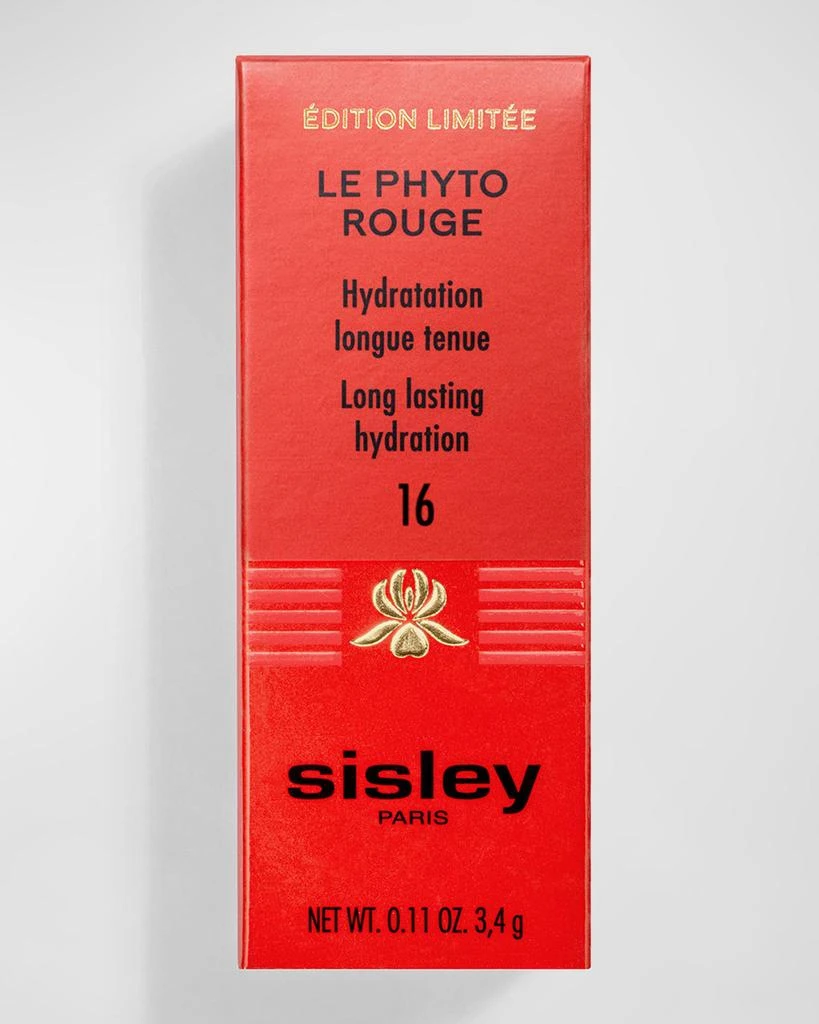 ÉDITION LIMITÉE
LE PHYTO
ROUGE
Hydratation
longue tenue
Long lasting
hydration
16
sisley
PARIS
NET WT. 0.11 OZ. 3,4 g